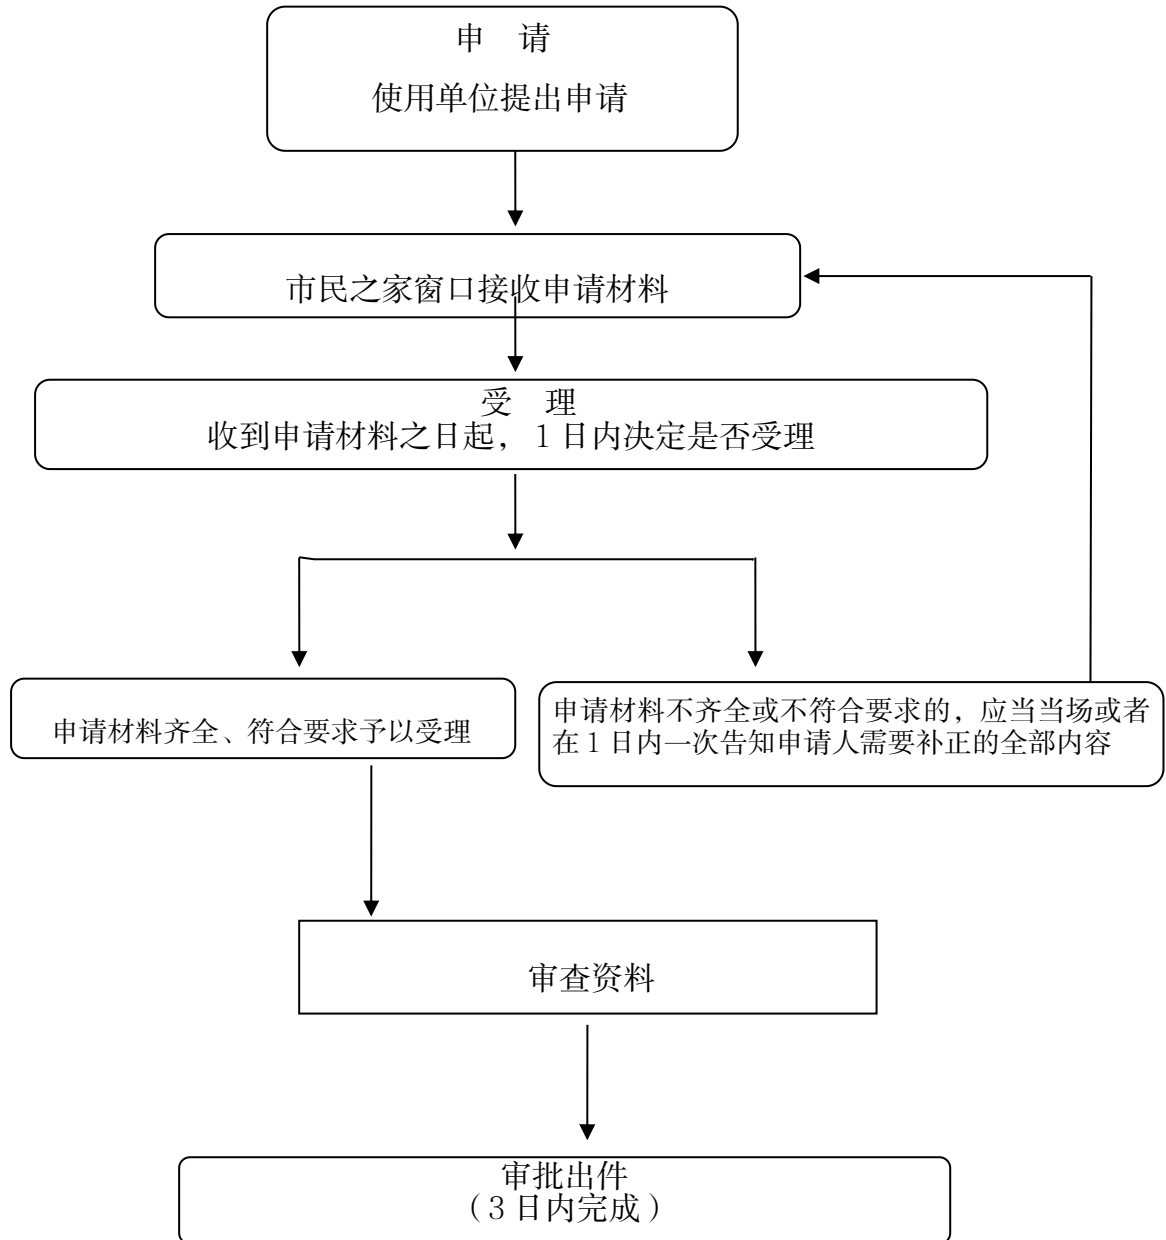 申　请
使用单位提出申请
市民之家窗口接收申请材料
受　理
收到申请材料之日起，1日内决定是否受理
申请材料齐全、符合要求予以受理
申请材料不齐全或不符合要求的，应当当场或者
在1日内一次告知申请人需要补正的全部内容
审查资料
审批出件
（3日内完成）